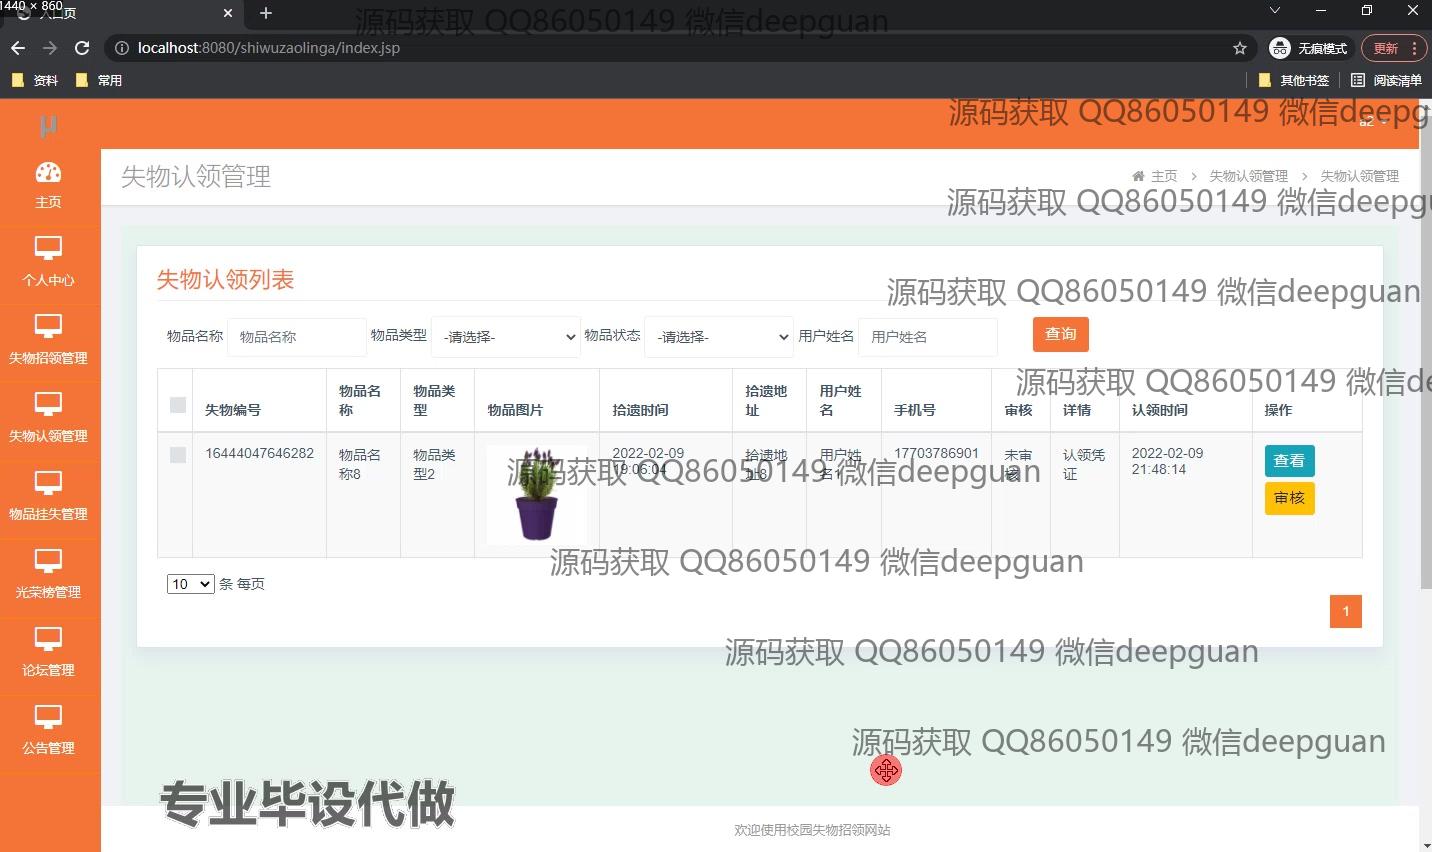 1440 × 860
口页
localhost:8080/shiwuzaolinga/index.jsp
无痕模式
更新
资料
常用
其他书签
阅读清单
源码获取 QQ86050149 微信deepguan
源码获取 QQ86050149 微信deepg
μ
a2
主页
个人中心
失物招领管理
失物认领管理
物品挂失管理
光荣榜管理
论坛管理
公告管理
失物认领管理
主页 > 失物认领管理 > 失物认领管理
源码获取 QQ86050149 微信deepgu
失物认领列表
源码获取 QQ86050149 微信deepguan
物品名称 物品名称 物品类型 -请选择- 物品状态 -请选择- 用户姓名 用户姓名 查询
源码获取 QQ86050149 微信de
失物编号 物品名称 物品类型 物品图片 拾遗时间 拾遗地址 用户姓名 手机号 审核 详情 认领时间 操作
16444047646282 物品名称8 物品类型2 2022-02-09 19:06:04 拾遗地址8 用户姓名1 17703786901 未审核 认领凭证 2022-02-09 21:48:14 查看
审核
源码获取 QQ86050149 微信deepguan
源码获取 QQ86050149 微信deepguan
10 条 每页
1
源码获取 QQ86050149 微信deepguan
源码获取 QQ86050149 微信deepguan
专业毕设代做
欢迎使用校园失物招领网站